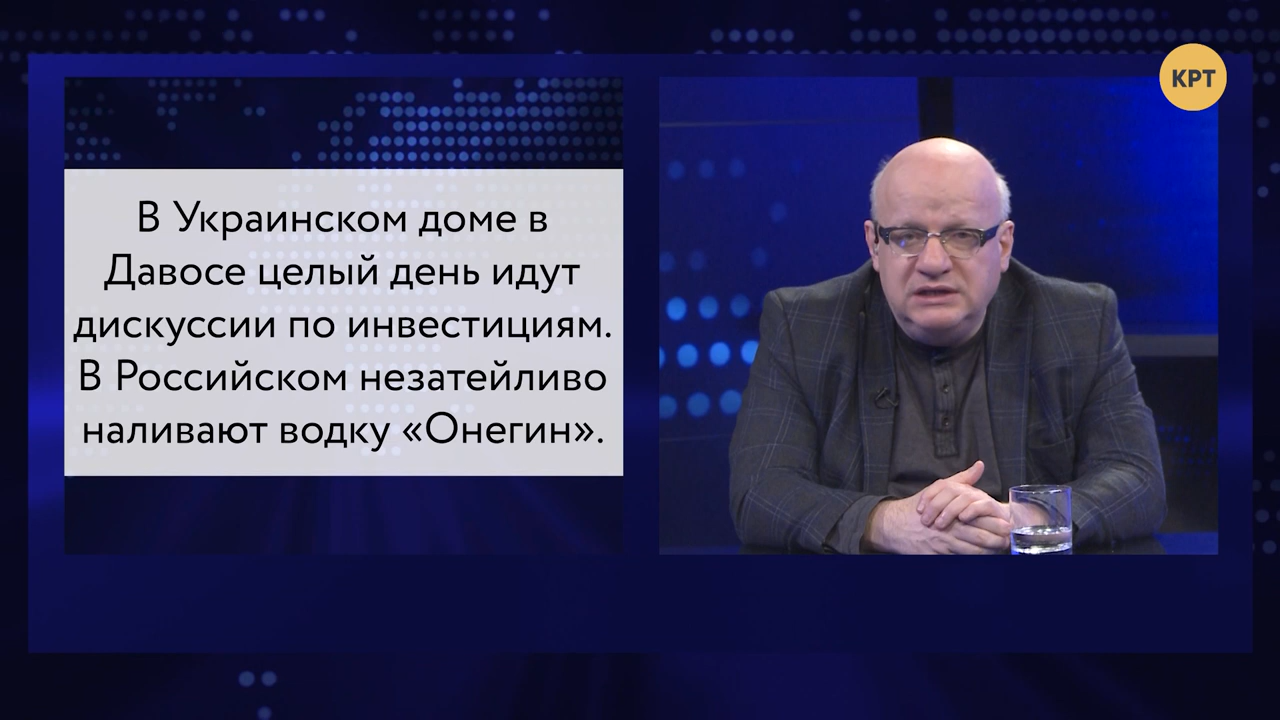 КРТ
В Украинском доме в
Давосе целый день идут
дискуссии по инвестициям.
В Российском незатейливо
наливают водку «Онегин».